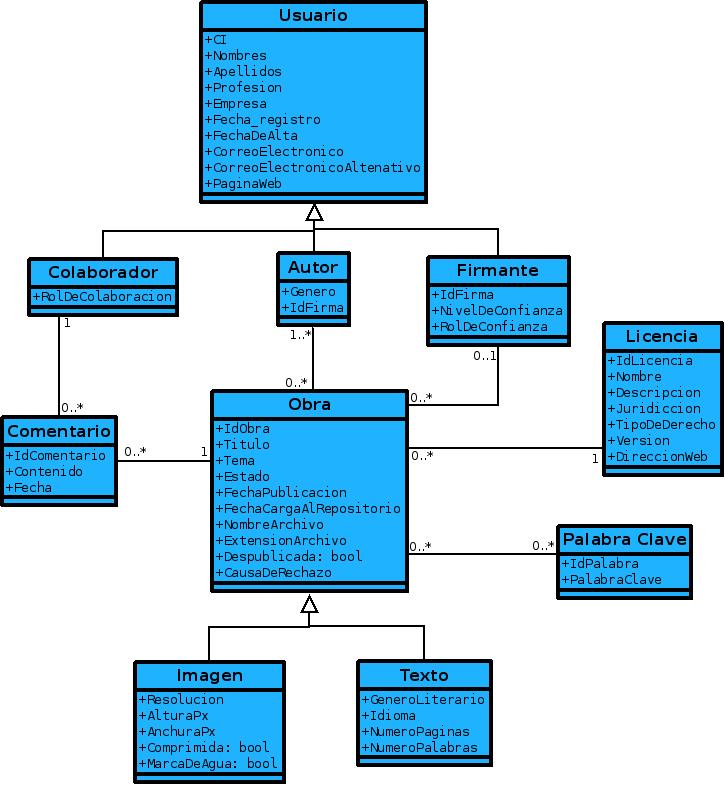 Usuario
+CI
+Nombres
+Apellidos
+Profesion
+Empresa
+Fecha_registro
+FechaDeAlta
+CorreoElectronico
+CorreoElectronicoAltenativo
+PaginaWeb
Colaborador
+RolDeColaboracion
1
0..*
Autor
+Genero
+IdFirma
1..*
0..*
Firmante
+IdFirma
+NivelDeConfianza
+RolDeConfianza
0..1
0..*
Licencia
+IdLicencia
+Nombre
+Descripcion
+Juridiccion
+TipoDeDerecho
+Version
+DireccionWeb
1
0..*
Comentario
+IdComentario
+Contenido
+Fecha
0..*
1
Obra
+IdObra
+Titulo
+Tema
+Estado
+FechaPublicacion
+FechaCargaAlRepositorio
+NombreArchivo
+ExtensionArchivo
+Despublicada: bool
+CausaDeRechazo
0..*
0..*
Palabra Clave
+IdPalabra
+PalabraClave
Imagen
+Resolucion
+AlturaPx
+AnchuraPx
+Comprimida: bool
+MarcaDeAgua: bool
Texto
+GeneroLiterario
+Idioma
+NumeroPaginas
+NumeroPalabras